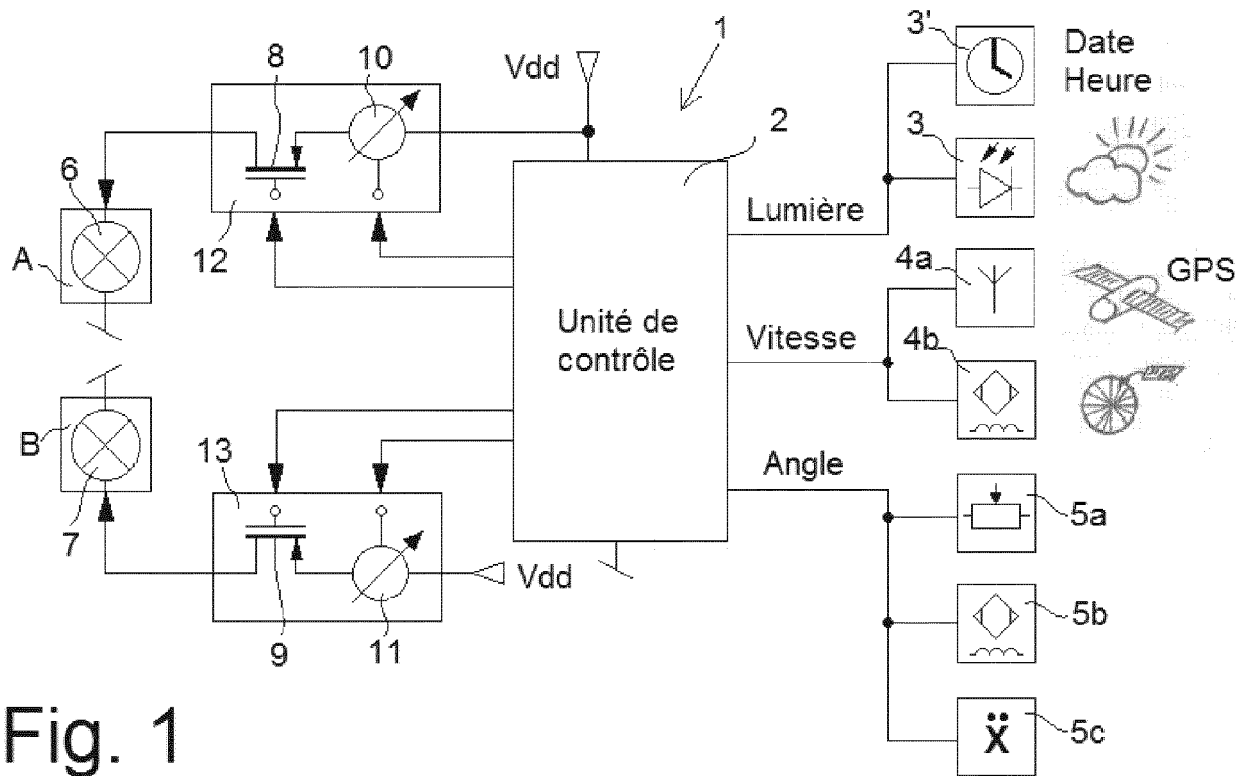 1
3'
Date
Heure
8
10
Vdd
2
3
6
Lumière
A
12
4a
GPS
Unité de
contrôle
Vitesse
4b
B
13
Angle
7
5a
Vdd
9
11
5b
ẍ
5c
Fig. 1